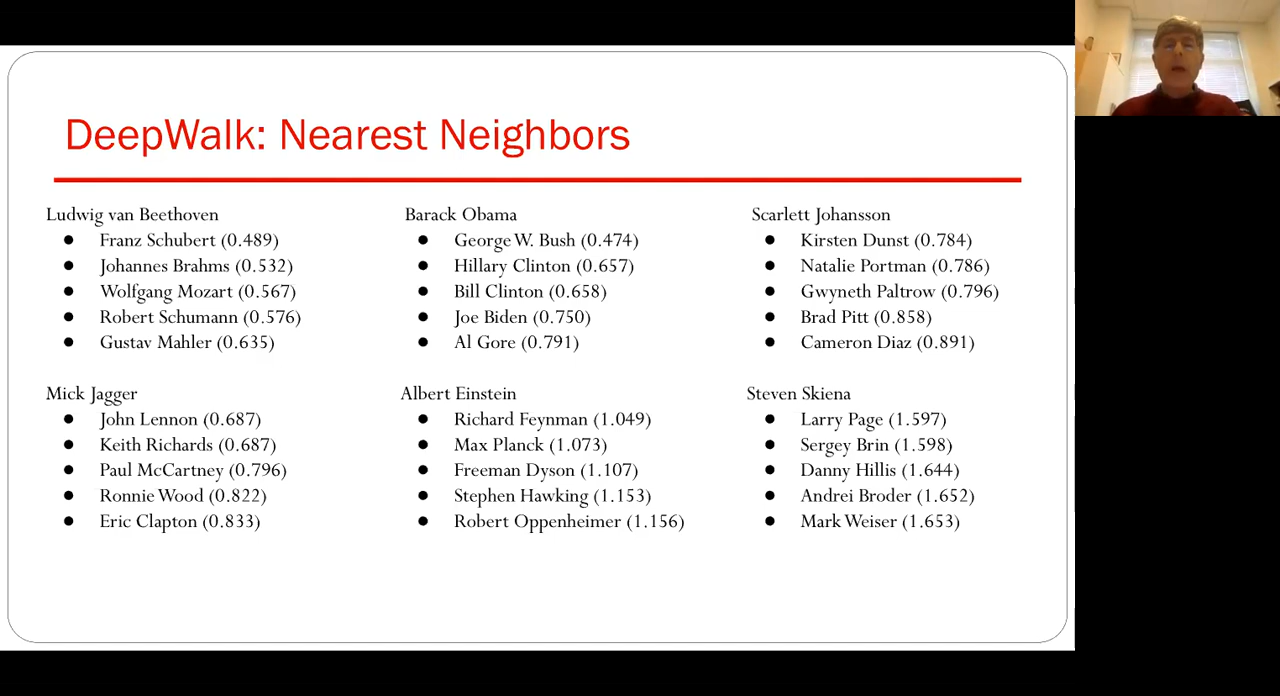 DeepWalk: Nearest Neighbors
Ludwig van Beethoven
● Franz Schubert (0.489)
● Johannes Brahms (0.532)
● Wolfgang Mozart (0.567)
● Robert Schumann (0.576)
● Gustav Mahler (0.635)
Barack Obama
● George W. Bush (0.474)
● Hillary Clinton (0.657)
● Bill Clinton (0.658)
● Joe Biden (0.750)
● Al Gore (0.791)
Scarlett Johansson
● Kirsten Dunst (0.784)
● Natalie Portman (0.786)
● Gwyneth Paltrow (0.796)
● Brad Pitt (0.858)
● Cameron Diaz (0.891)
Mick Jagger
● John Lennon (0.687)
● Keith Richards (0.687)
● Paul McCartney (0.796)
● Ronnie Wood (0.822)
● Eric Clapton (0.833)
Albert Einstein
● Richard Feynman (1.049)
● Max Planck (1.073)
● Freeman Dyson (1.107)
● Stephen Hawking (1.153)
● Robert Oppenheimer (1.156)
Steven Skiena
● Larry Page (1.597)
● Sergey Brin (1.598)
● Danny Hillis (1.644)
● Andrei Broder (1.652)
● Mark Weiser (1.653)